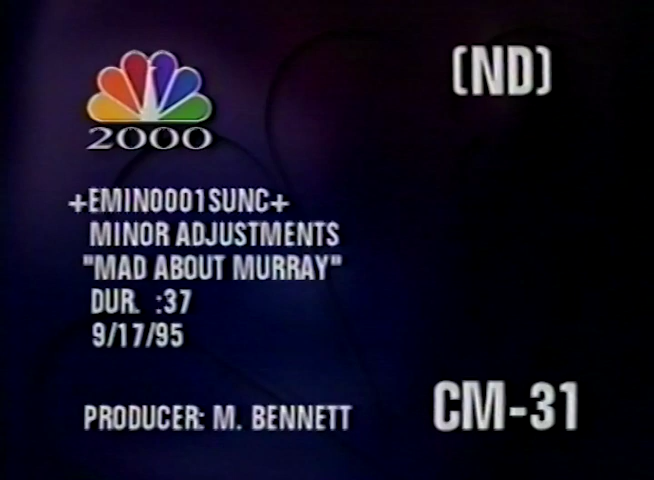 (ND)
2000
+EMIN0001SUNC+
MINOR ADJUSTMENTS
"MAD ABOUT MURRAY"
DUR. :37
9/17/95
PRODUCER: M. BENNETT
CM-31